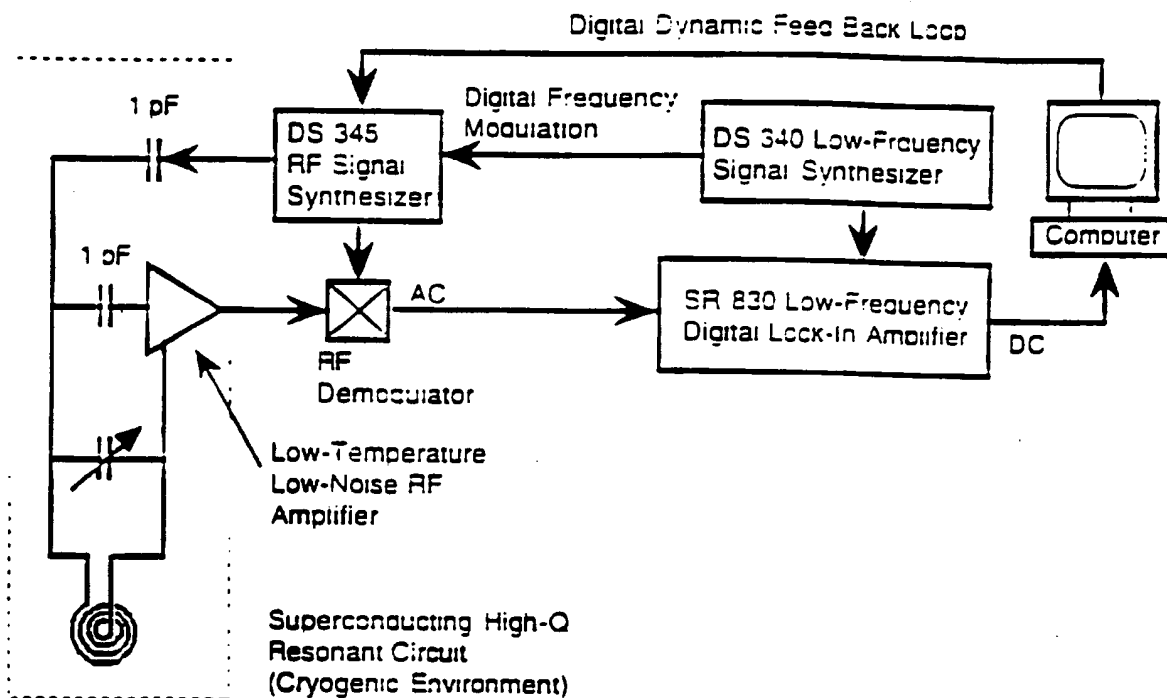 Digital Dynamic Feed Back Loop
1 pF
DS 345
RF Signal
Synthesizer
Digital Frequency
Modulation
DS 340 Low-Frquency
Signal Synthesizer
Computer
1 pF
AC
SR 830 Low-Frequency
Digital Lock-In Amplifier
DC
RF
Demodulator
Low-Temperature
Low-Noise RF
Amplifier
Superconducting High-Q
Resonant Circuit
(Cryogenic Environment)